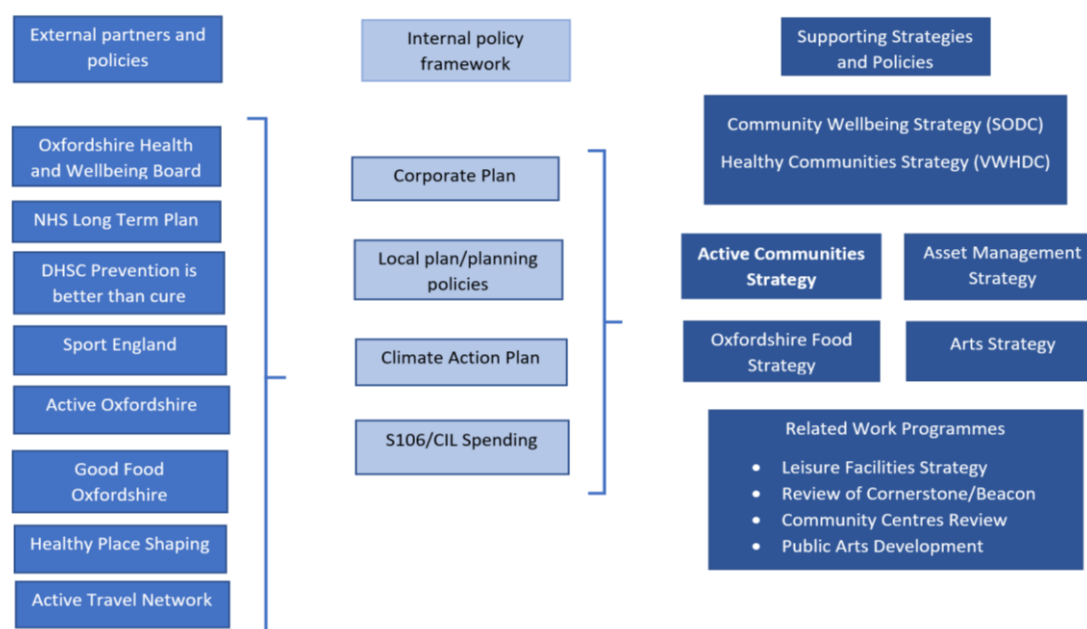 External partners and
policies
Oxfordshire Health
and Wellbeing Board
NHS Long Term Plan
DHSC Prevention is
better than cure
Sport England
Active Oxfordshire
Good Food
Oxfordshire
Healthy Place Shaping
Active Travel Network
Internal policy
framework
Corporate Plan
Local plan/planning
policies
Climate Action Plan
S106/CIL Spending
Supporting Strategies
and Policies
Community Wellbeing Strategy (SODC)
Healthy Communities Strategy (VWHDC)
Active Communities
Strategy
Asset Management
Strategy
Oxfordshire Food
Strategy
Arts Strategy
Related Work Programmes
• Leisure Facilities Strategy
• Review of Cornerstone/Beacon
• Community Centres Review
• Public Arts Development